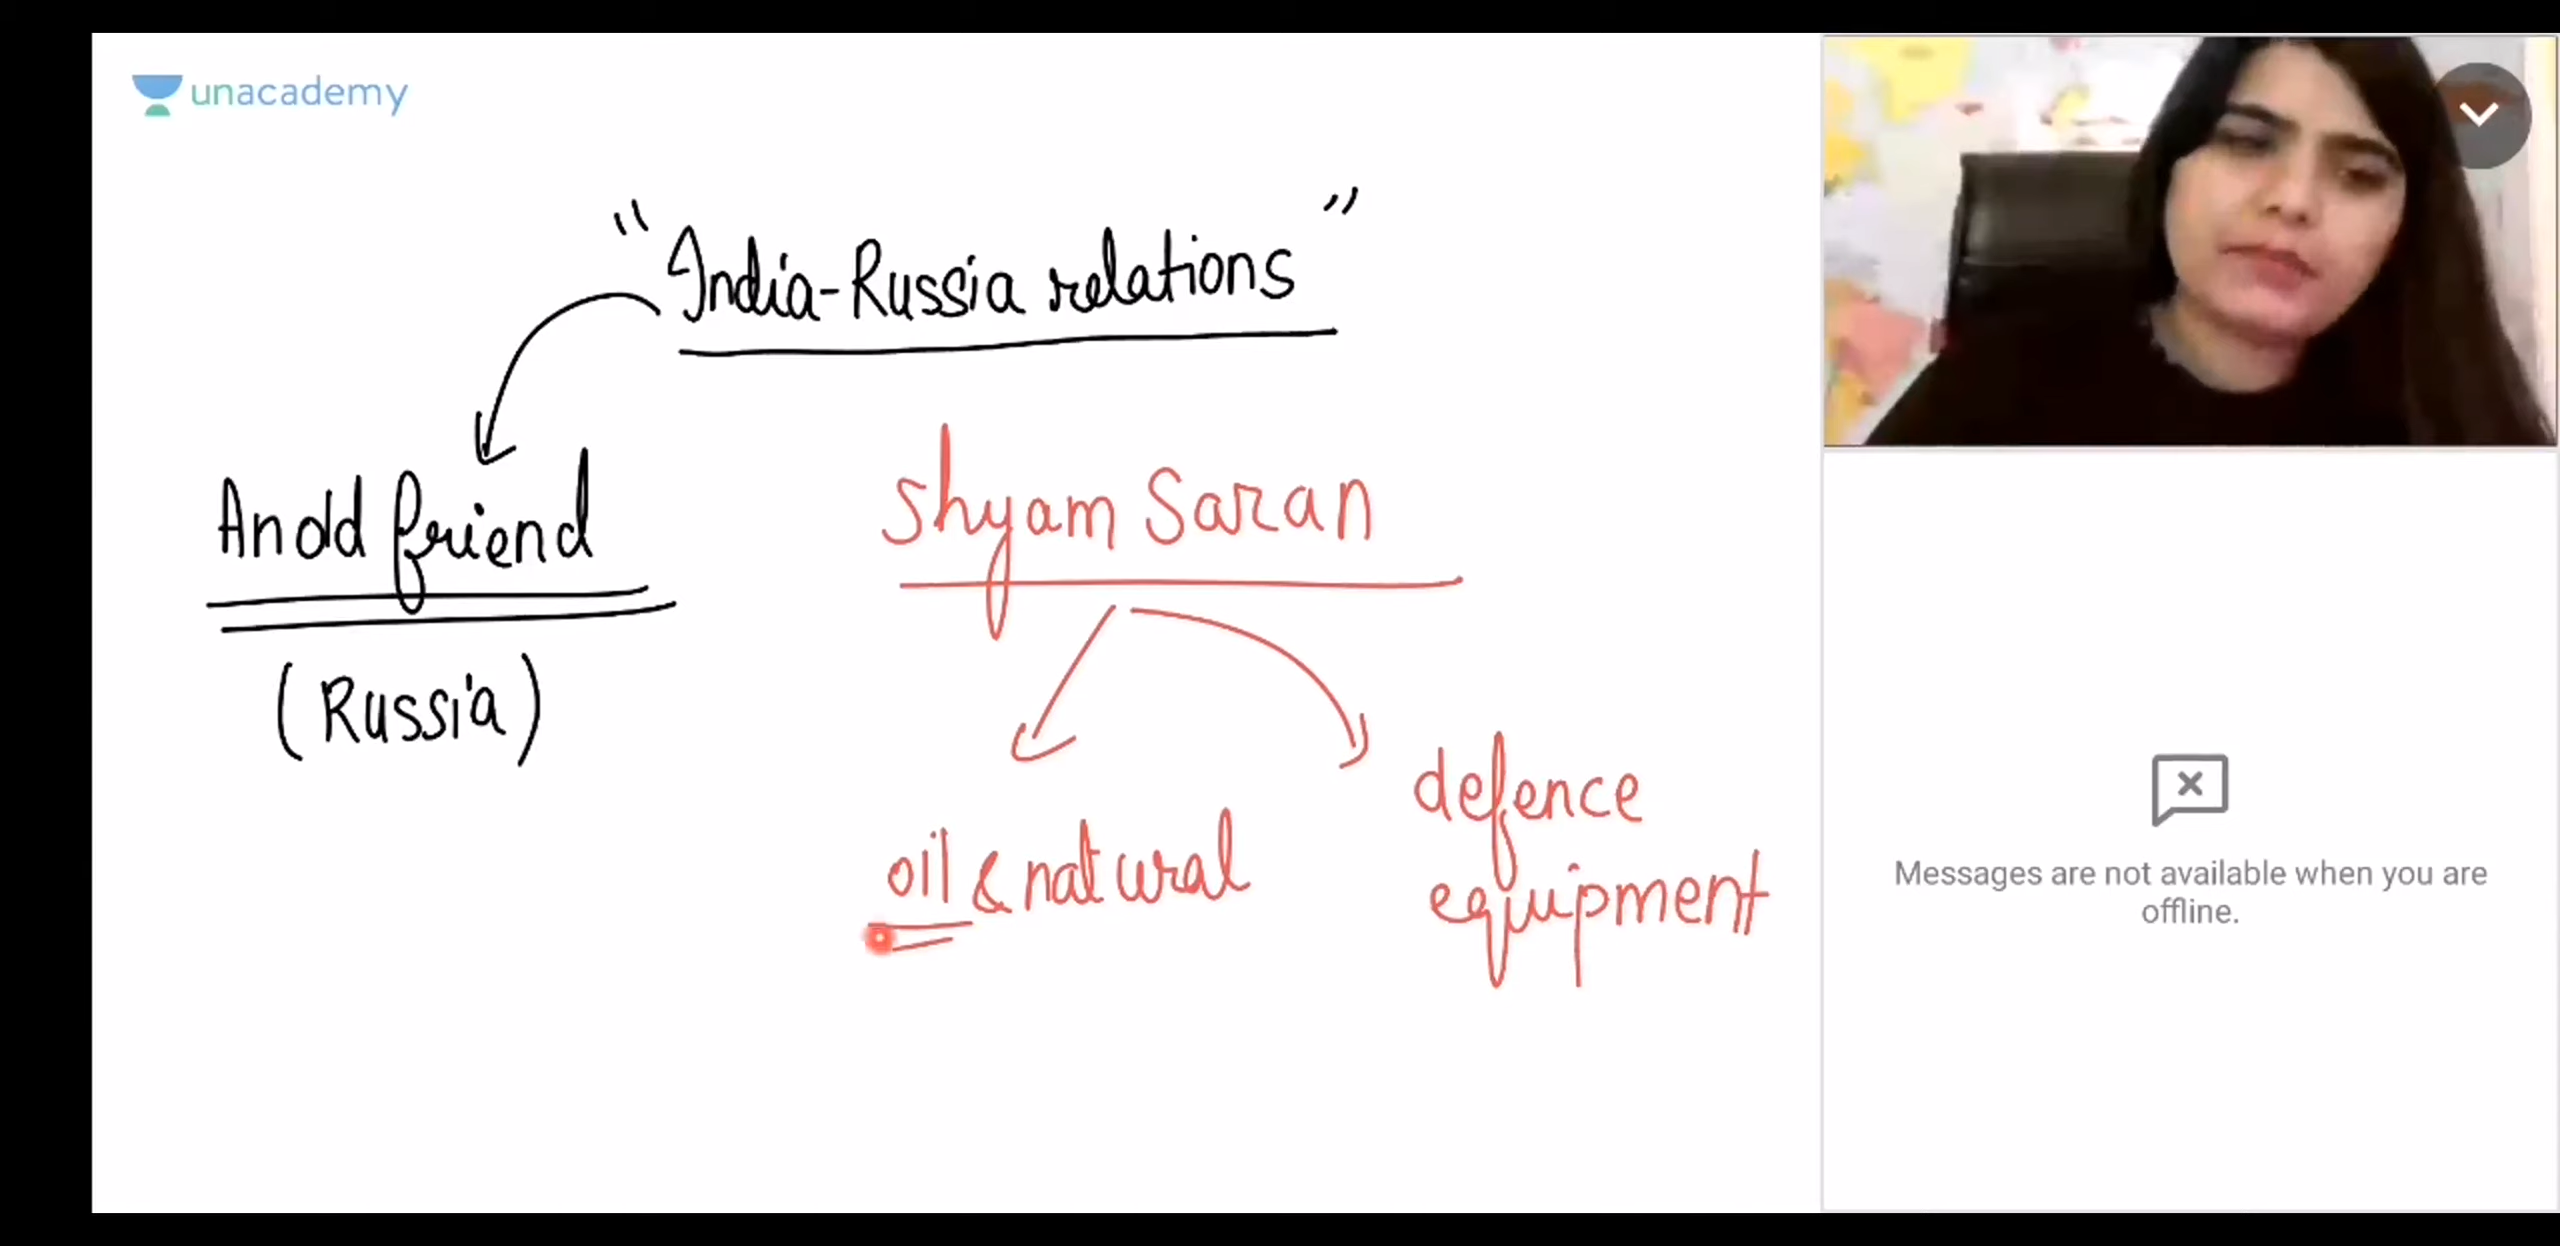 unacademy
"India-Russia relations"
An old friend
(Russia)
Shyam Saran
oil & natural
defence
equipment
Messages are not available when you are
offline.